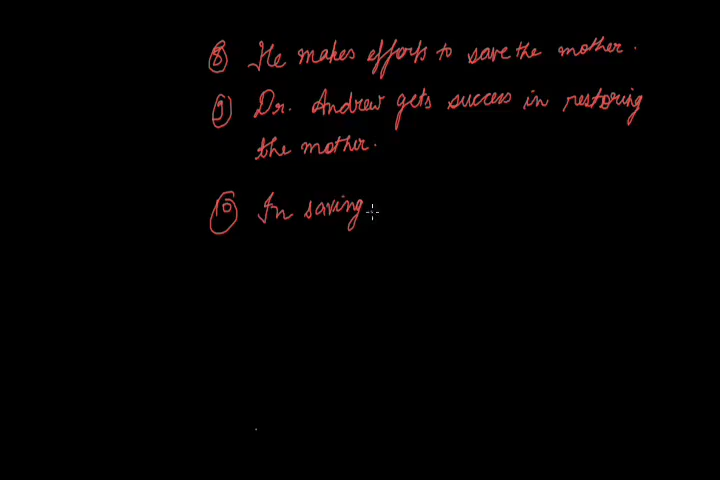 ⑧ He makes efforts to save the mother.
⑨ Dr. Andrew gets success in restoring
the mother.
⑩ In saving